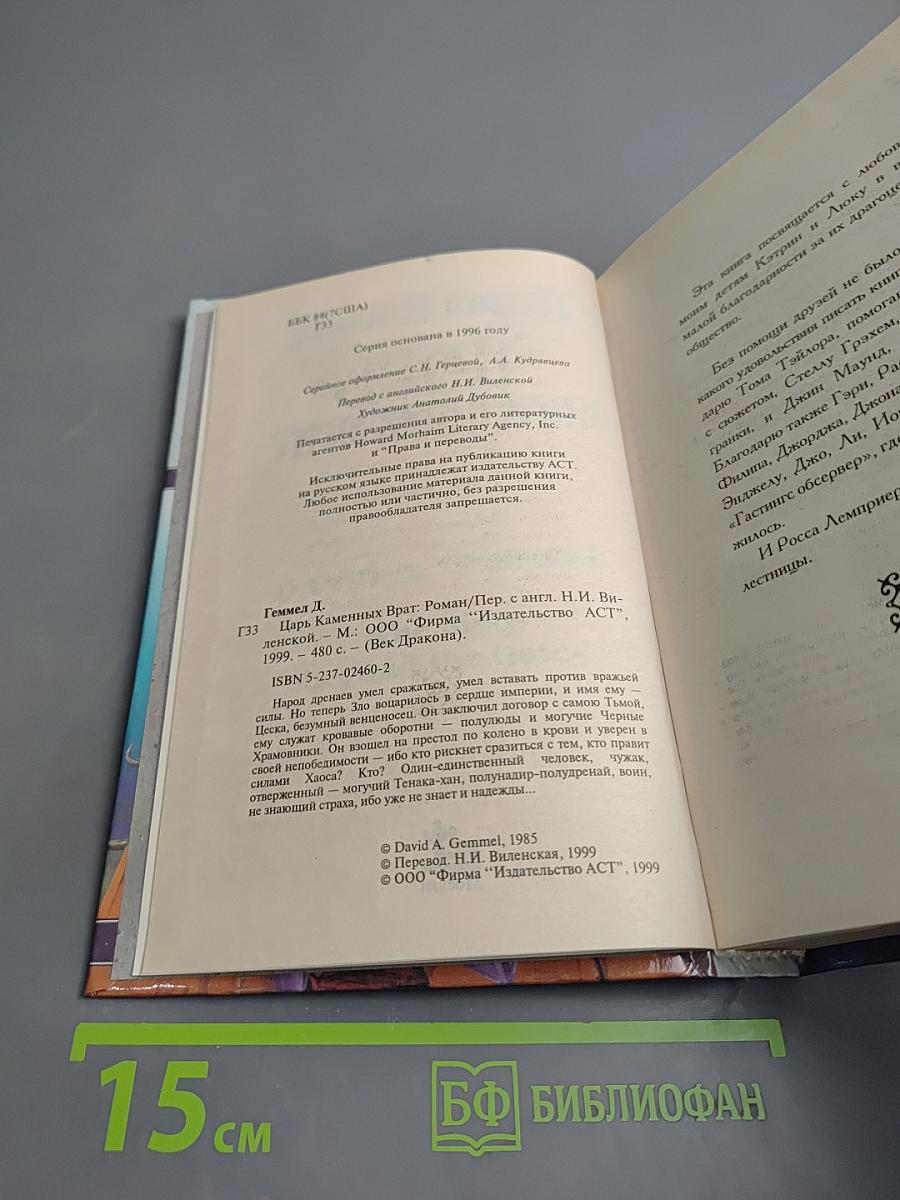 ББК 84(7США)
Г33
Серия основана в 1996 году
Серийное оформление С.Н. Герцевой, А.А. Кудрявцева
Перевод с английского Н.И. Виленской
Художник Анатолий Дубовик
Печатается с разрешения автора и его литературных
агентов Howard Morhaim Literary Agency, Inc.
и “Права и переводы”.
Исключительные права на публикацию книги
на русском языке принадлежат издательству АСТ.
Любое использование материала данной книги,
полностью или частично, без разрешения
правообладателя запрещается.
Геммел Д.
Г33 Царь Каменных Врат: Роман/Пер. с англ. Н.И. Ви-
ленской. – М.: ООО “Фирма “Издательство АСТ”,
1999. – 480 с. – (Век Дракона).
ISBN 5-237-02460-2
Народ дренаев умел сражаться, умел вставать против вражьей
силы. Но теперь Зло воцарилось в сердце империи, и имя ему —
Цеска, безумный венценосец. Он заключил договор с самою Тьмой,
ему служат кровавые оборотни — полулюды и могучие Черные
Храмовники. Он взошел на престол по колено в крови и уверен в
своей непобедимости — ибо кто рискнет сразиться с тем, кто правит
силами Хаоса? Кто? Один-единственный человек, чужак,
отверженный — могучий Тенака-хан, полунадир-полудренай, воин,
не знающий страха, ибо уже не знает и надежды...
© David A. Gemmel, 1985
© Перевод. Н.И. Виленская, 1999
© ООО “Фирма “Издательство АСТ”, 1999
Эта книга посвящается с любов
моим детям Кэтрин и Люку в
малой благодарности за их драгоце
общество.
Без помощи друзей не было
какого удовольствия писать книг
дарю Тома Тэйлора, помогав
с сюжетом, Стеллу Грэхем,
гранки, и Джин Маунд,
Благодарю также Гэри, Ра
Филипа, Джорджа, Джона
Энджелу, Джо, Ли, Ио
«Гастингс обсервер», где
жилось.
И Росса Лемприер
лестницы.
15 см
БФ БИБЛИОФАН